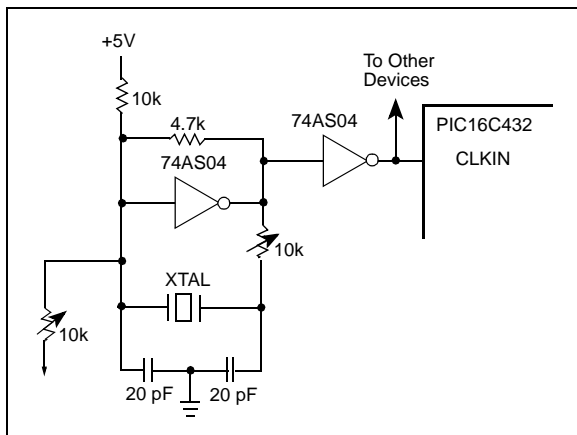 +5V
To Other
Devices
10k
4.7k
74AS04
PIC16C432
74AS04
CLKIN
10k
XTAL
10k
20 pF
20 pF